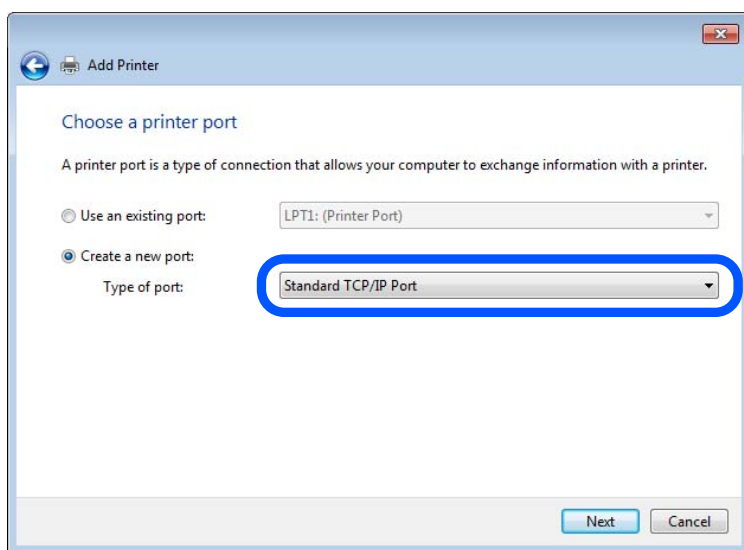 Add Printer
Choose a printer port
A printer port is a type of connection that allows your computer to exchange information with a printer.
Use an existing port: LPT1: (Printer Port)
Create a new port:
Type of port: Standard TCP/IP Port
Next Cancel